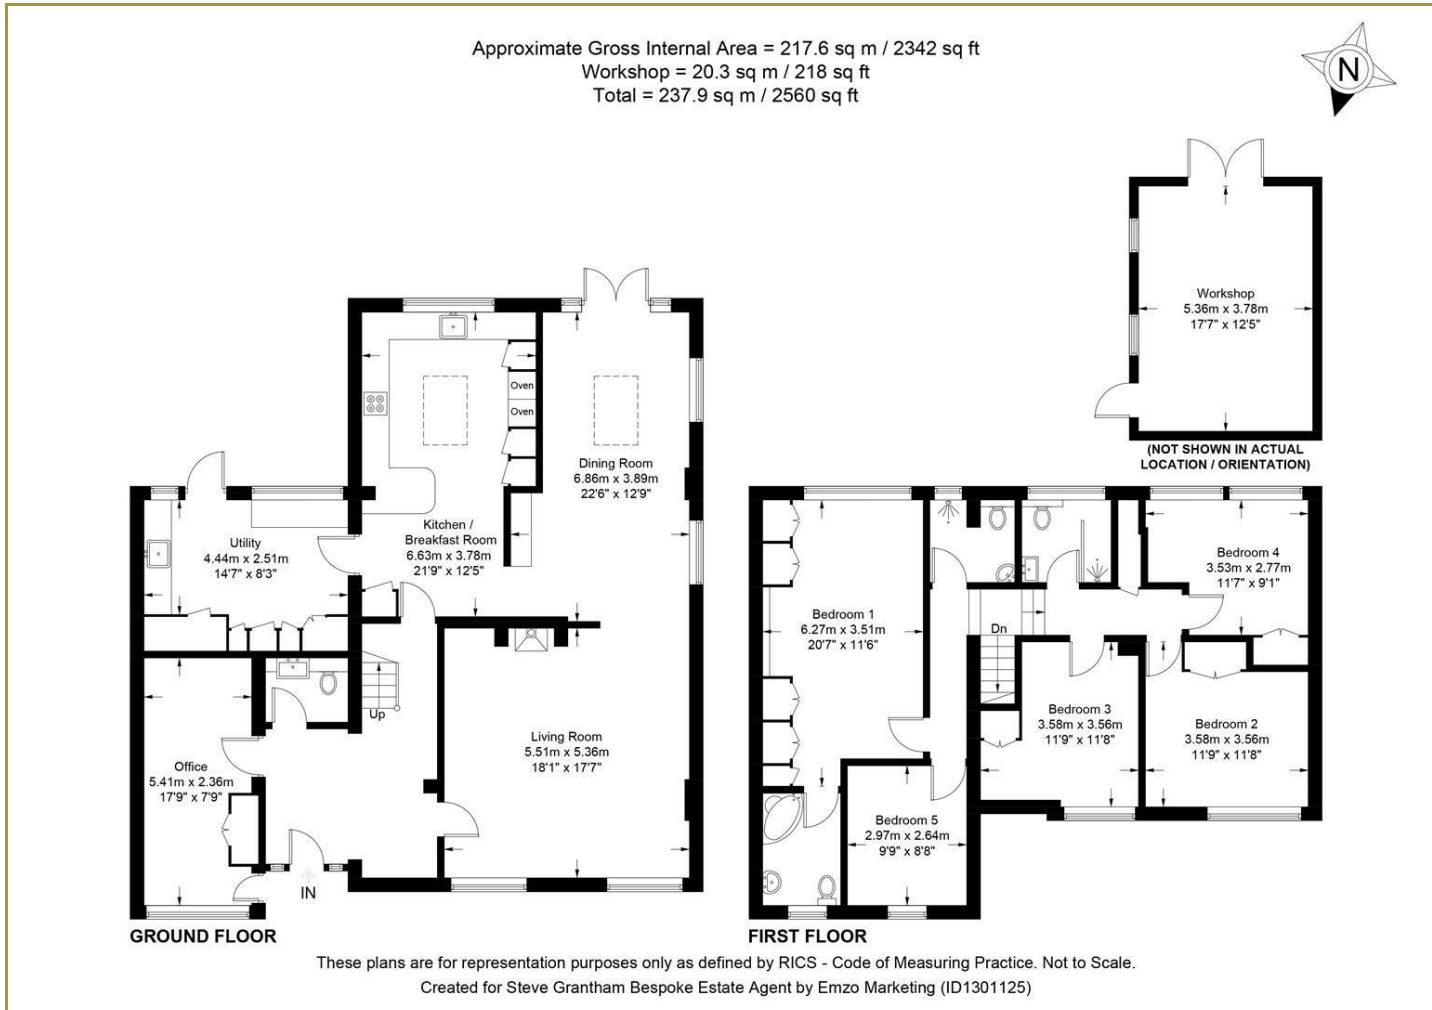 Approximate Gross Internal Area = 217.6 sq m / 2342 sq ft
Workshop = 20.3 sq m / 218 sq ft
Total = 237.9 sq m / 2560 sq ft
N
Workshop
5.36m x 3.78m
17'7" x 12'5"
(NOT SHOWN IN ACTUAL
LOCATION / ORIENTATION)
Oven
Oven
Dining Room
6.86m x 3.89m
22'6" x 12'9"
Kitchen /
Breakfast Room
6.63m x 3.78m
21'9" x 12'5"
Utility
4.44m x 2.51m
14'7" x 8'3"
Up
Living Room
5.51m x 5.36m
18'1" x 17'7"
Office
5.41m x 2.36m
17'9" x 7'9"
IN
GROUND FLOOR
Bedroom 4
3.53m x 2.77m
11'7" x 9'1"
Bedroom 1
6.27m x 3.51m
20'7" x 11'6"
Dn
Bedroom 3
3.58m x 3.56m
11'9" x 11'8"
Bedroom 2
3.58m x 3.56m
11'9" x 11'8"
Bedroom 5
2.97m x 2.64m
9'9" x 8'8"
FIRST FLOOR
These plans are for representation purposes only as defined by RICS - Code of Measuring Practice. Not to Scale.
Created for Steve Grantham Bespoke Estate Agent by Emzo Marketing (ID1301125)